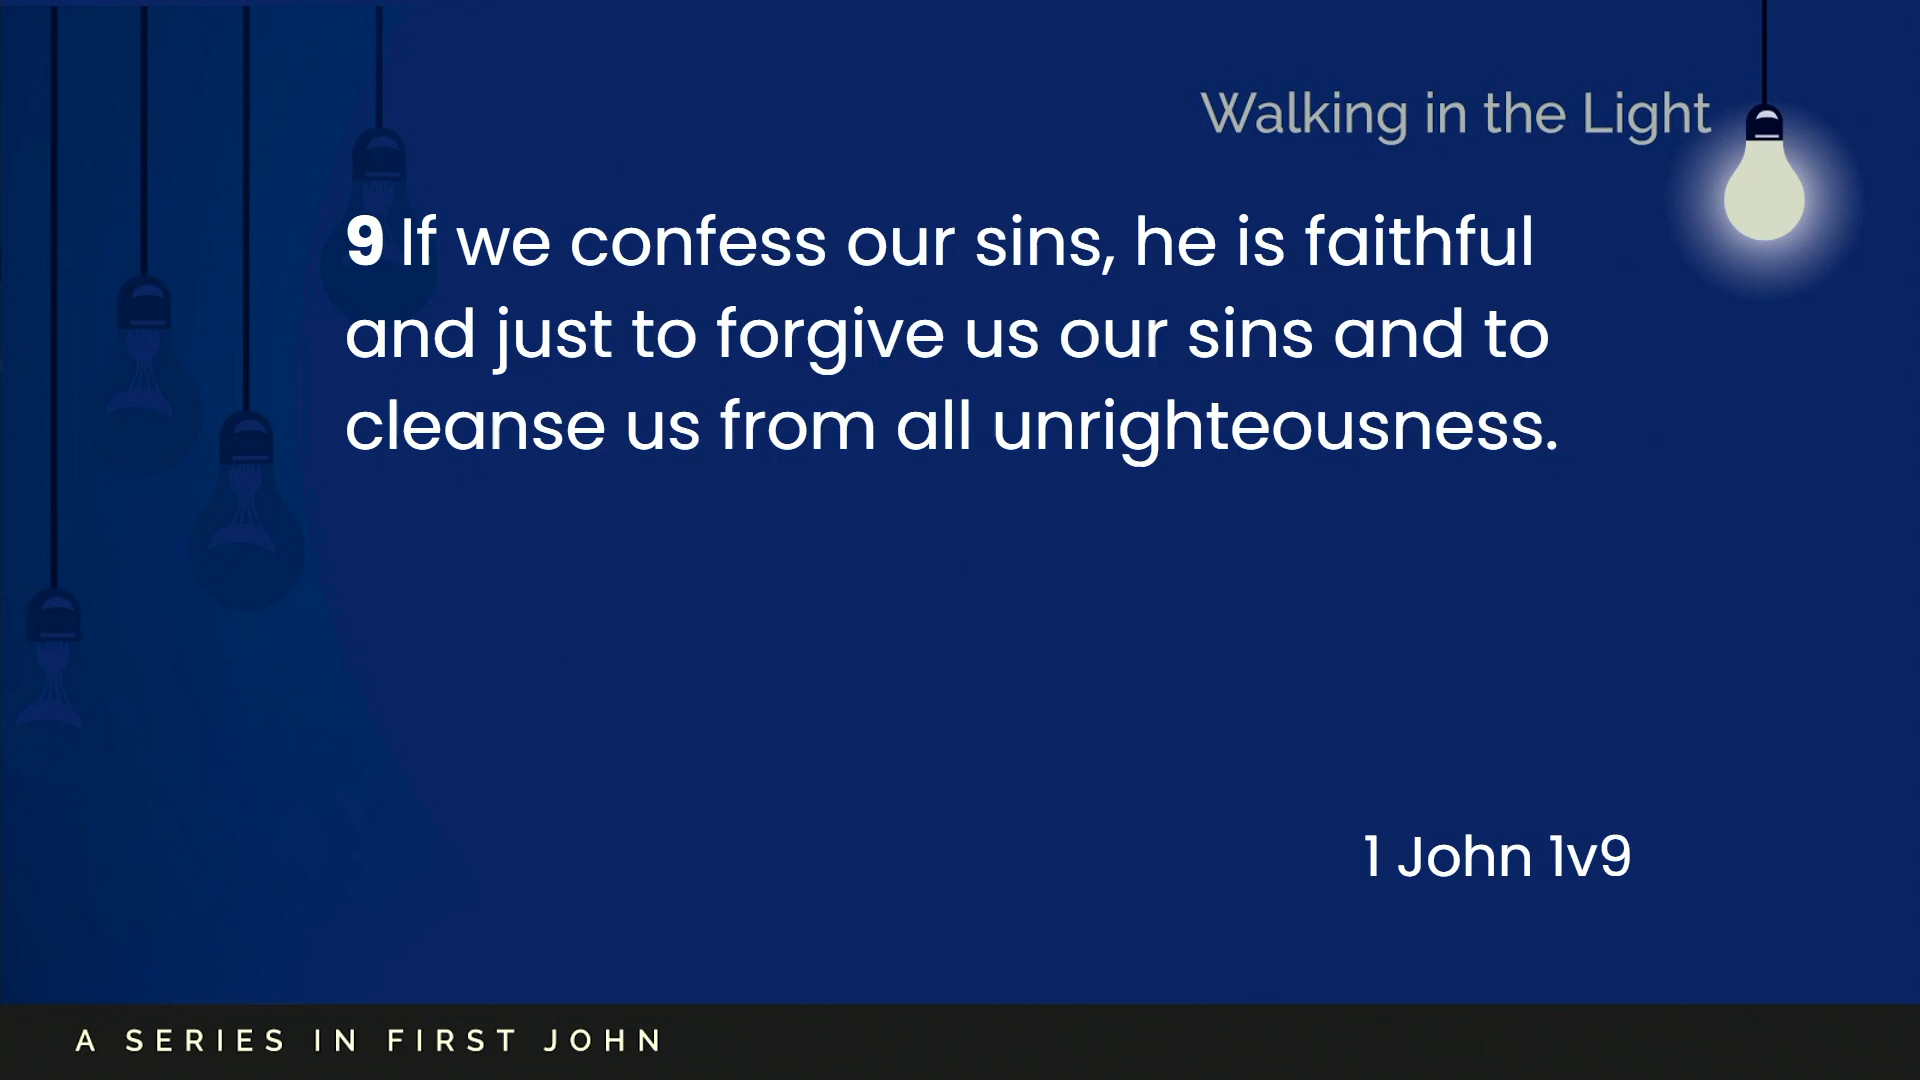 Walking in the Light
9 If we confess our sins, he is faithful
and just to forgive us our sins and to
cleanse us from all unrighteousness.
1 John 1v9
A SERIES IN FIRST JOHN